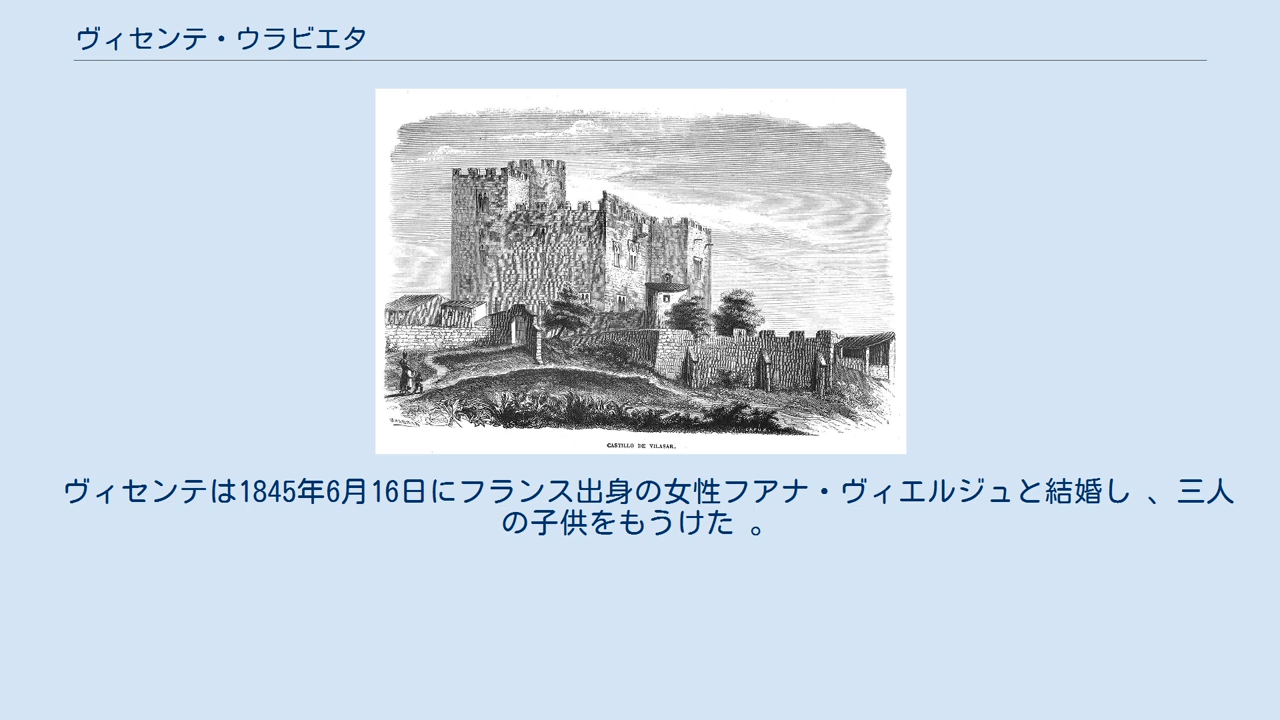 ヴィセンテ・ウラビエタ
CASTILLO DE VILASAR.
ヴィセンテは1845年6月16日にフランス出身の女性フアナ・ヴィエルジュと結婚し 、三人
の子供をもうけた 。